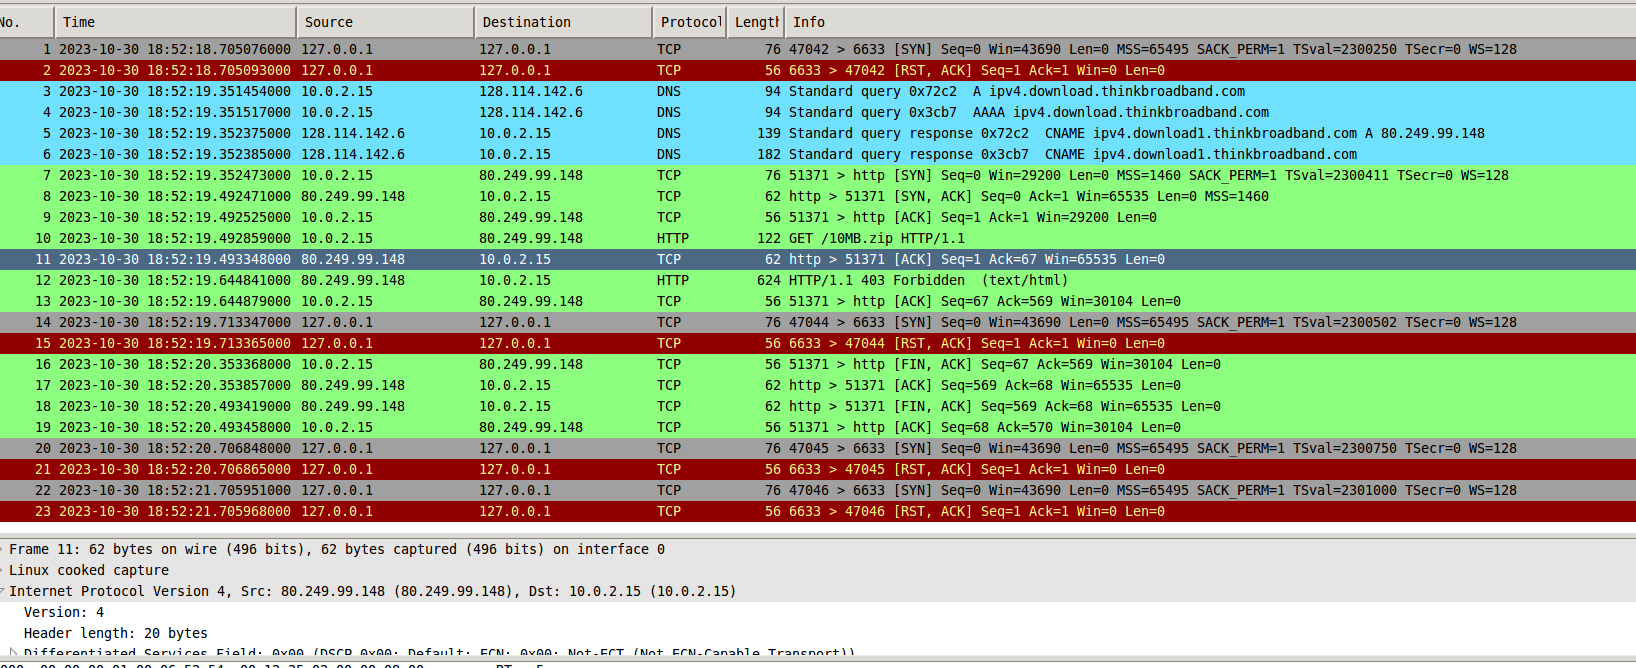 No. Time Source Destination Protocol Length Info
1 2023-10-30 18:52:18.705076000 127.0.0.1 127.0.0.1 TCP 76 47042 > 6633 [SYN] Seq=0 Win=43690 Len=0 MSS=65495 SACK_PERM=1 TSval=2300250 TSecr=0 WS=128
2 2023-10-30 18:52:18.705093000 127.0.0.1 127.0.0.1 TCP 56 6633 > 47042 [RST, ACK] Seq=1 Ack=1 Win=0 Len=0
3 2023-10-30 18:52:19.351454000 10.0.2.15 128.114.142.6 DNS 94 Standard query 0x72c2 A ipv4.download.thinkbroadband.com
4 2023-10-30 18:52:19.351517000 10.0.2.15 128.114.142.6 DNS 94 Standard query 0x3cb7 AAAA ipv4.download.thinkbroadband.com
5 2023-10-30 18:52:19.352375000 128.114.142.6 10.0.2.15 DNS 139 Standard query response 0x72c2 CNAME ipv4.download1.thinkbroadband.com A 80.249.99.148
6 2023-10-30 18:52:19.352385000 128.114.142.6 10.0.2.15 DNS 182 Standard query response 0x3cb7 CNAME ipv4.download1.thinkbroadband.com
7 2023-10-30 18:52:19.352473000 10.0.2.15 80.249.99.148 TCP 76 51371 > http [SYN] Seq=0 Win=29200 Len=0 MSS=1460 SACK_PERM=1 TSval=2300411 TSecr=0 WS=128
8 2023-10-30 18:52:19.492471000 80.249.99.148 10.0.2.15 TCP 62 http > 51371 [SYN, ACK] Seq=0 Ack=1 Win=65535 Len=0 MSS=1460
9 2023-10-30 18:52:19.492525000 10.0.2.15 80.249.99.148 TCP 56 51371 > http [ACK] Seq=1 Ack=1 Win=29200 Len=0
10 2023-10-30 18:52:19.492859000 10.0.2.15 80.249.99.148 HTTP 122 GET /10MB.zip HTTP/1.1
11 2023-10-30 18:52:19.493348000 80.249.99.148 10.0.2.15 TCP 62 http > 51371 [ACK] Seq=1 Ack=67 Win=65535 Len=0
12 2023-10-30 18:52:19.644841000 80.249.99.148 10.0.2.15 HTTP 624 HTTP/1.1 403 Forbidden (text/html)
13 2023-10-30 18:52:19.644879000 10.0.2.15 80.249.99.148 TCP 56 51371 > http [ACK] Seq=67 Ack=569 Win=30104 Len=0
14 2023-10-30 18:52:19.713347000 127.0.0.1 127.0.0.1 TCP 76 47044 > 6633 [SYN] Seq=0 Win=43690 Len=0 MSS=65495 SACK_PERM=1 TSval=2300502 TSecr=0 WS=128
15 2023-10-30 18:52:19.713365000 127.0.0.1 127.0.0.1 TCP 56 6633 > 47044 [RST, ACK] Seq=1 Ack=1 Win=0 Len=0
16 2023-10-30 18:52:20.353368000 10.0.2.15 80.249.99.148 TCP 56 51371 > http [FIN, ACK] Seq=67 Ack=569 Win=30104 Len=0
17 2023-10-30 18:52:20.353857000 80.249.99.148 10.0.2.15 TCP 62 http > 51371 [ACK] Seq=569 Ack=68 Win=65535 Len=0
18 2023-10-30 18:52:20.493419000 80.249.99.148 10.0.2.15 TCP 62 http > 51371 [FIN, ACK] Seq=569 Ack=68 Win=65535 Len=0
19 2023-10-30 18:52:20.493458000 10.0.2.15 80.249.99.148 TCP 56 51371 > http [ACK] Seq=68 Ack=570 Win=30104 Len=0
20 2023-10-30 18:52:20.706848000 127.0.0.1 127.0.0.1 TCP 76 47045 > 6633 [SYN] Seq=0 Win=43690 Len=0 MSS=65495 SACK_PERM=1 TSval=2300750 TSecr=0 WS=128
21 2023-10-30 18:52:20.706865000 127.0.0.1 127.0.0.1 TCP 56 6633 > 47045 [RST, ACK] Seq=1 Ack=1 Win=0 Len=0
22 2023-10-30 18:52:21.705951000 127.0.0.1 127.0.0.1 TCP 76 47046 > 6633 [SYN] Seq=0 Win=43690 Len=0 MSS=65495 SACK_PERM=1 TSval=2301000 TSecr=0 WS=128
23 2023-10-30 18:52:21.705968000 127.0.0.1 127.0.0.1 TCP 56 6633 > 47046 [RST, ACK] Seq=1 Ack=1 Win=0 Len=0
Frame 11: 62 bytes on wire (496 bits), 62 bytes captured (496 bits) on interface 0
Linux cooked capture
Internet Protocol Version 4, Src: 80.249.99.148 (80.249.99.148), Dst: 10.0.2.15 (10.0.2.15)
Version: 4
Header length: 20 bytes
Differentiated Services Field: 0x00 (DSCP 0x00: Default; ECN: 0x00: Not-ECT (Not ECN-Capable Transport))